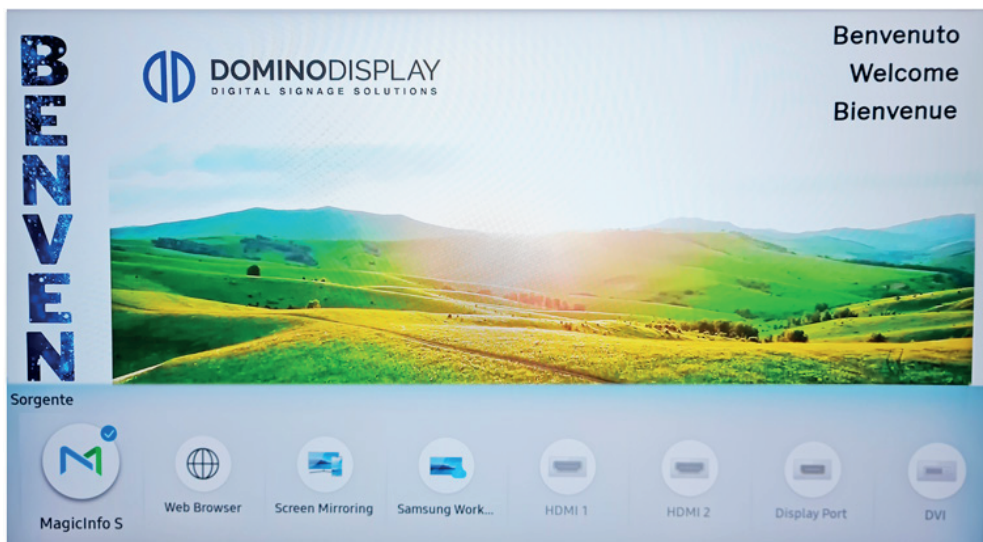 BENVEN
DOMINODISPLAY
DIGITAL SIGNAGE SOLUTIONS
Benvenuto
Welcome
Bienvenue
Sorgente
MagicInfo S
Web Browser
Screen Mirroring
Samsung Work...
HDMI 1
HDMI 2
Display Port
DVI